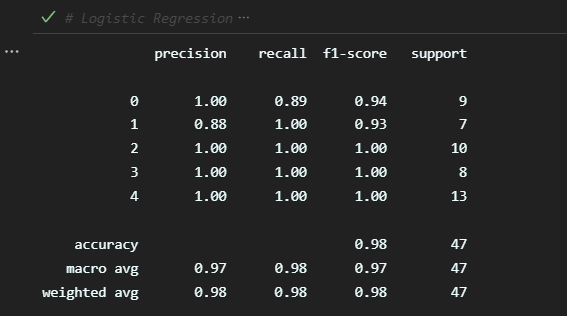 # Logistic Regression ...
...
precision recall f1-score support
0 1.00 0.89 0.94 9
1 0.88 1.00 0.93 7
2 1.00 1.00 1.00 10
3 1.00 1.00 1.00 8
4 1.00 1.00 1.00 13
accuracy 0.98 47
macro avg 0.97 0.98 0.97 47
weighted avg 0.98 0.98 0.98 47